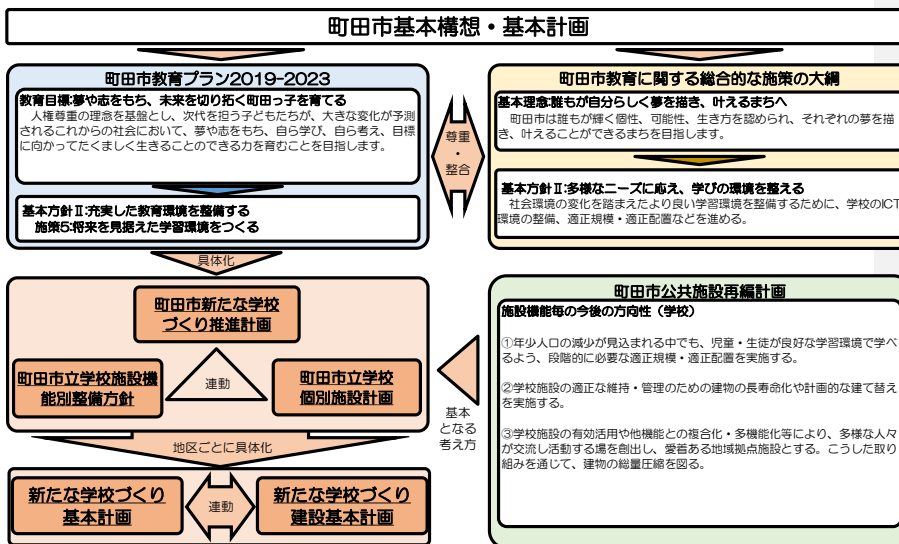 町田市基本構想・基本計画
町田市教育プラン2019-2023
教育目標:夢や志をもち、未来を切り拓く町田っ子を育てる
人権尊重の理念を基盤とし、次代を担う子どもたちが、大きな変化が予測
されるこれからの社会において、夢や志をもち、自ら学び、自ら考え、目標
に向かってたくましく生きることのできる力を育むことを目指します。
基本方針Ⅱ:充実した教育環境を整備する
施策5:将来を見据えた学習環境をつくる
尊重
・
整合
町田市教育に関する総合的な施策の大綱
基本理念:誰もが自分らしく夢を描き、叶えるまちへ
町田市は誰もが輝く個性、可能性、生き方を認められ、それぞれの夢を描
き、叶えることができるまちを目指します。
基本方針Ⅱ:多様なニーズに応え、学びの環境を整える
社会環境の変化を踏まえたより良い学習環境を整備するために、学校のICT
環境の整備、適正規模・適正配置などを進める。
具体化
町田市新たな学校
づくり推進計画
町田市立学校施設機
能別整備方針
連動
町田市立学校
個別施設計画
地区ごとに具体化
新たな学校づくり
基本計画
連動
新たな学校づくり
建設基本計画
基本
となる
考え方
町田市公共施設再編計画
施設機能毎の今後の方向性（学校）
①年少人口の減少が見込まれる中でも、児童・生徒が良好な学習環境で学べ
るよう、段階的に必要な適正規模・適正配置を実施する。
②学校施設の適正な維持・管理のための建物の長寿命化や計画的な建て替え
を実施する。
③学校施設の有効活用や他機能との複合化・多機能化等により、多様な人々
が交流し活動する場を創出し、愛着ある地域拠点施設とする。こうした取り
組みを通じて、建物の総量圧縮を図る。